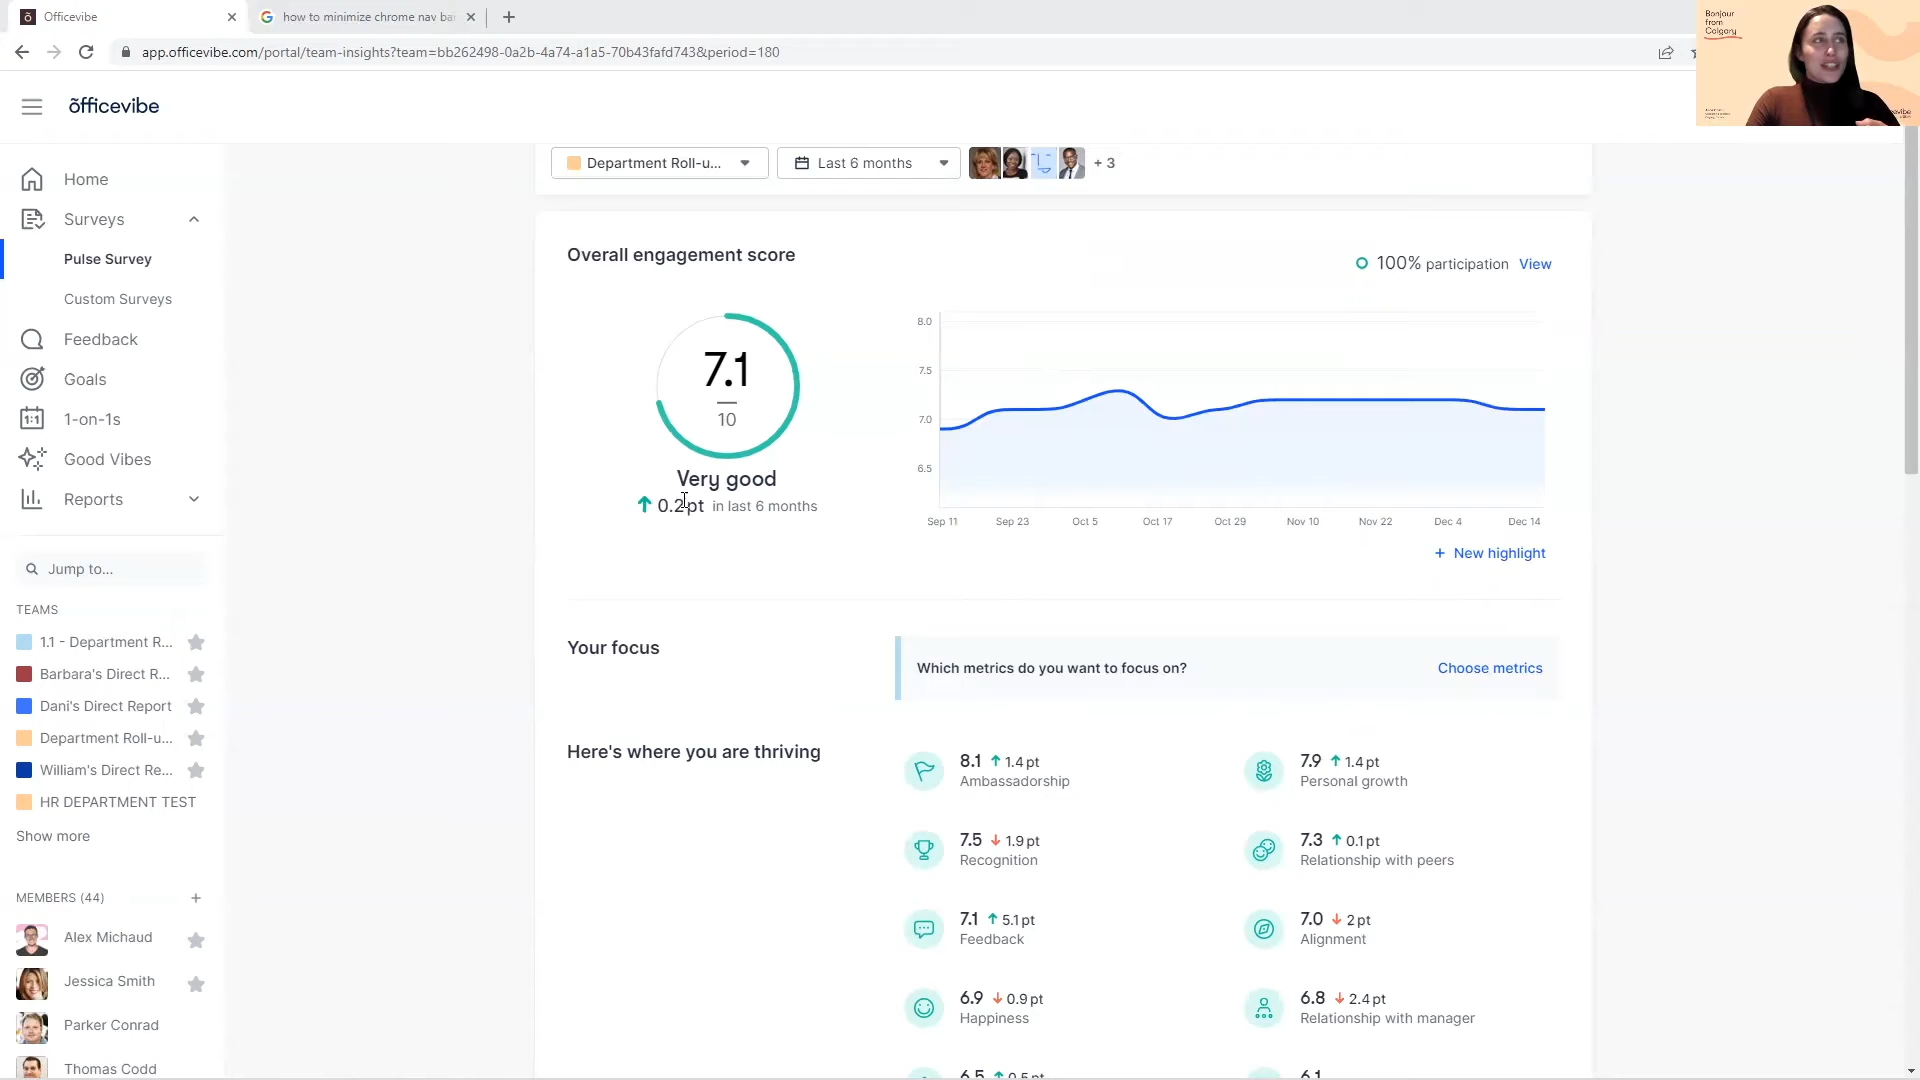 Officevibe
how to minimize chrome nav ba
app.officevibe.com/portal/team-insights?team=bb262498-0a2b-4a74-a1a5-70b43fafd743&period=180
Bonjour
from
Calgary
officevibe
Home
Surveys
Pulse Survey
Custom Surveys
Feedback
Goals
1:1
1-on-1s
Good Vibes
Reports
Jump to...
TEAMS
1.1 - Department R...
Barbara's Direct R...
Dani's Direct Report
Department Roll-u...
William's Direct Re...
HR DEPARTMENT TEST
Show more
MEMBERS (44)
+
Alex Michaud
Jessica Smith
Parker Conrad
Thomas Codd
Department Roll-u...
Last 6 months
+ 3
Overall engagement score
100% participation View
7.1
10
Very good
0.2pt in last 6 months
8.0
7.5
7.0
6.5
Sep 11 Sep 23 Oct 5 Oct 17 Oct 29 Nov 10 Nov 22 Dec 4 Dec 14
+ New highlight
Your focus
Which metrics do you want to focus on? Choose metrics
Here's where you are thriving
8.1 1.4 pt
Ambassadorship
7.9 1.4 pt
Personal growth
7.5 1.9 pt
Recognition
7.3 0.1 pt
Relationship with peers
7.1 5.1 pt
Feedback
7.0 2 pt
Alignment
6.9 0.9 pt
Happiness
6.8 2.4 pt
Relationship with manager
6.5 0.5 pt
6.1